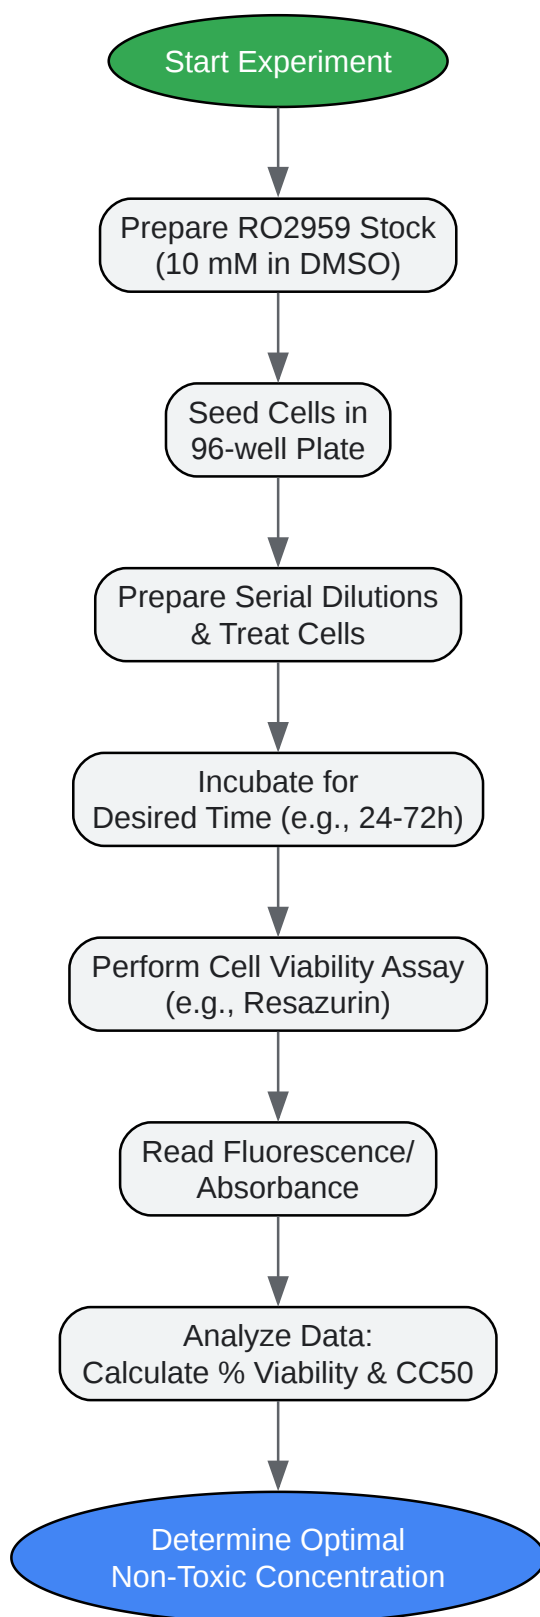 Start Experiment
Prepare RO2959 Stock
(10 mM in DMSO)
Seed Cells in
96-well Plate
Prepare Serial Dilutions
& Treat Cells
Incubate for
Desired Time (e.g., 24-72h)
Perform Cell Viability Assay
(e.g., Resazurin)
Read Fluorescence/
Absorbance
Analyze Data:
Calculate % Viability & CC50
Determine Optimal
Non-Toxic Concentration